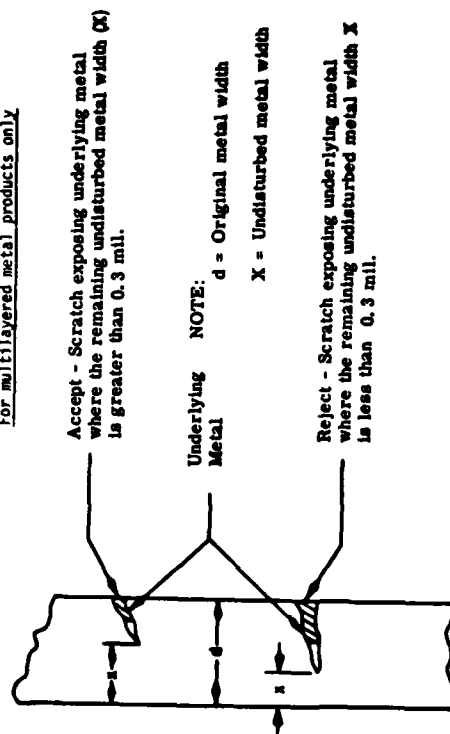 For multilayered metal products only
Accept - Scratch exposing underlying metal
where the remaining undisturbed metal width (X)
is greater than 0.3 mil.
Underlying
Metal
NOTE:
d = Original metal width
X = Undisturbed metal width
Reject - Scratch exposing underlying metal
where the remaining undisturbed metal width X
is less than 0.3 mil.
x
d
x